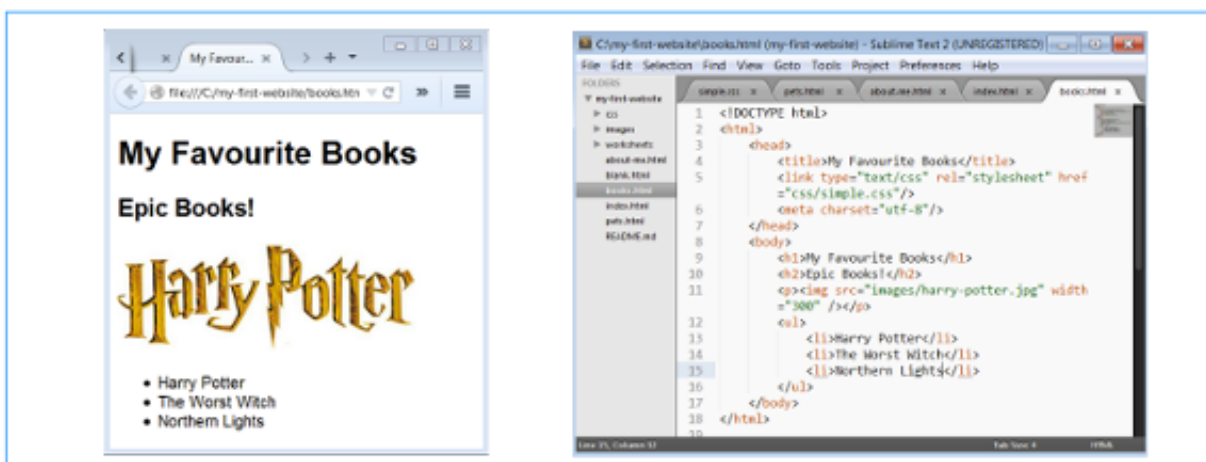 My Favour...
file:///C:/my-first-website/books.htm
My Favourite Books
Epic Books!
Harry Potter
• Harry Potter
• The Worst Witch
• Northern Lights
C:\my-first-website\books.html (my-first-website) - Sublime Text 2 (UNREGISTERED)
File Edit Selection Find View Goto Tools Project Preferences Help
FOLDERS
my-first-website
css
images
worksheets
about-me.html
blank.html
books.html
index.html
pets.html
README.md
simple.css pets.html about-me.html index.html books.html
1 <!DOCTYPE html>
2 <html>
3 <head>
4 <title>My Favourite Books</title>
5 <link type="text/css" rel="stylesheet" href
="css/simple.css"/>
6 <meta charset="utf-8"/>
7 </head>
8 <body>
9 <h1>My Favourite Books</h1>
10 <h2>Epic Books!</h2>
11 <p><img src="images/harry-potter.jpg" width
="300" /></p>
12 <ul>
13 <li>Harry Potter</li>
14 <li>The Worst Witch</li>
15 <li>Northern Lights</li>
16 </ul>
17 </body>
18 </html>
19
Line 15, Column 32
Tab Size: 4
HTML